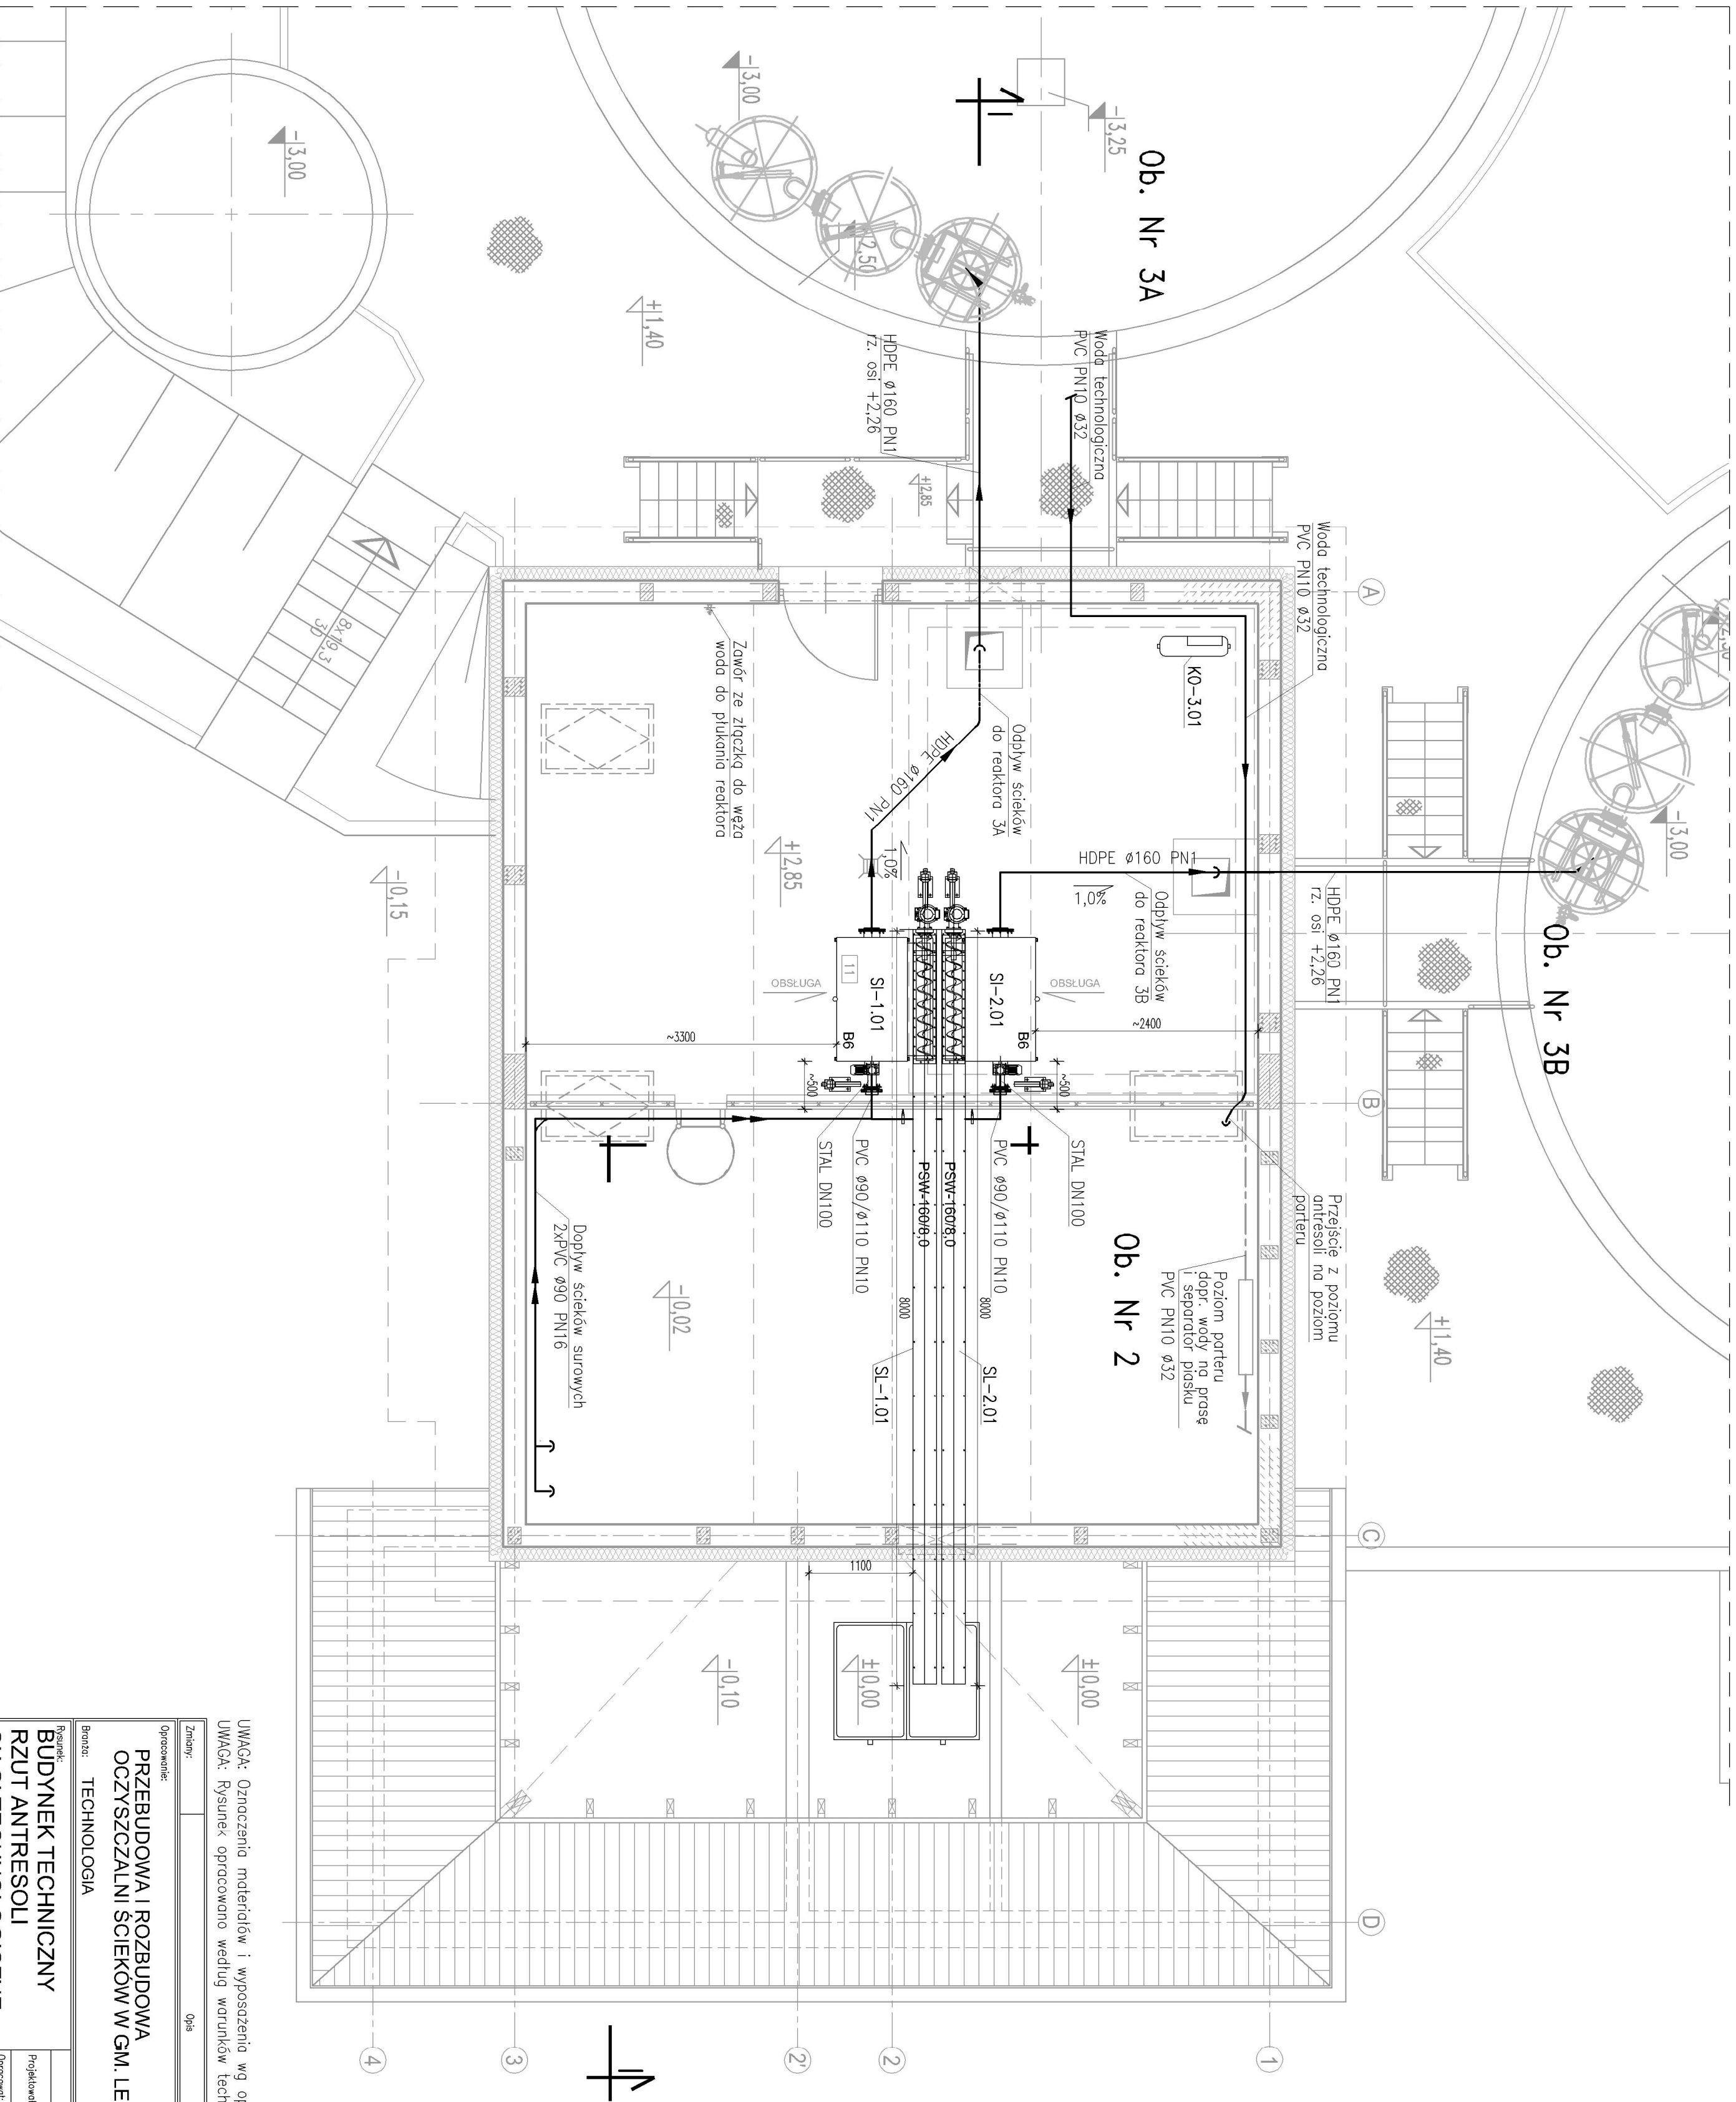 Ob. Nr 3A
-3,00
-3,25
-3,00
2,50
+1,40
HDPE ø160 PN1
rz. osi +2,26
Woda technologiczna
PVC PN10 ø32
+2,85
Woda technologiczna
PVC PN10 ø32
A
8x19,3
30
Zawór ze złączką do węża
woda do płukania reaktora
KO-3.01
Odpływ ścieków
do reaktora 3A
HDPE ø160 PN1
1,0%
+2,85
-0,15
HDPE ø160 PN1
1,0%
Odpływ ścieków
do reaktora 3B
HDPE ø160 PN1
rz. osi +2,26
-3,00
Ob. Nr 3B
OBSŁUGA
11
SI-1.01
B6
SI-2.01
B6
OBSŁUGA
~3300
~2400
~500
~500
B
STAL DN100
PVC ø90/ø110 PN10
PSW-160/8,0
PSW-160/8,0
PVC ø90/ø110 PN10
STAL DN100
Przejście z poziomu
antresoli na poziom
parteru
Ob. Nr 2
Poziom parteru
dopr. wody na prasę
i separator piasku
PVC PN10 ø32
+1,40
Dopływ ścieków surowych
2xPVC ø90 PN16
-0,02
8000
8000
SL-1.01
SL-2.01
C
1100
-0,10
±0,00
±0,00
D
4
3
2'
2
1
UWAGA: Oznaczenia materiałów i wyposażenia wg
UWAGA: Rysunek opracowano według warunków
Zmiany:
Opis
Opracowanie:
PRZEBUDOWA I ROZBUDOWA
OCZYSZCZALNI ŚCIEKÓW W GM. LE
Branża:
TECHNOLOGIA
Rysunek:
BUDYNEK TECHNICZNY
RZUT ANTRESOLI
Projektował
Opracował: